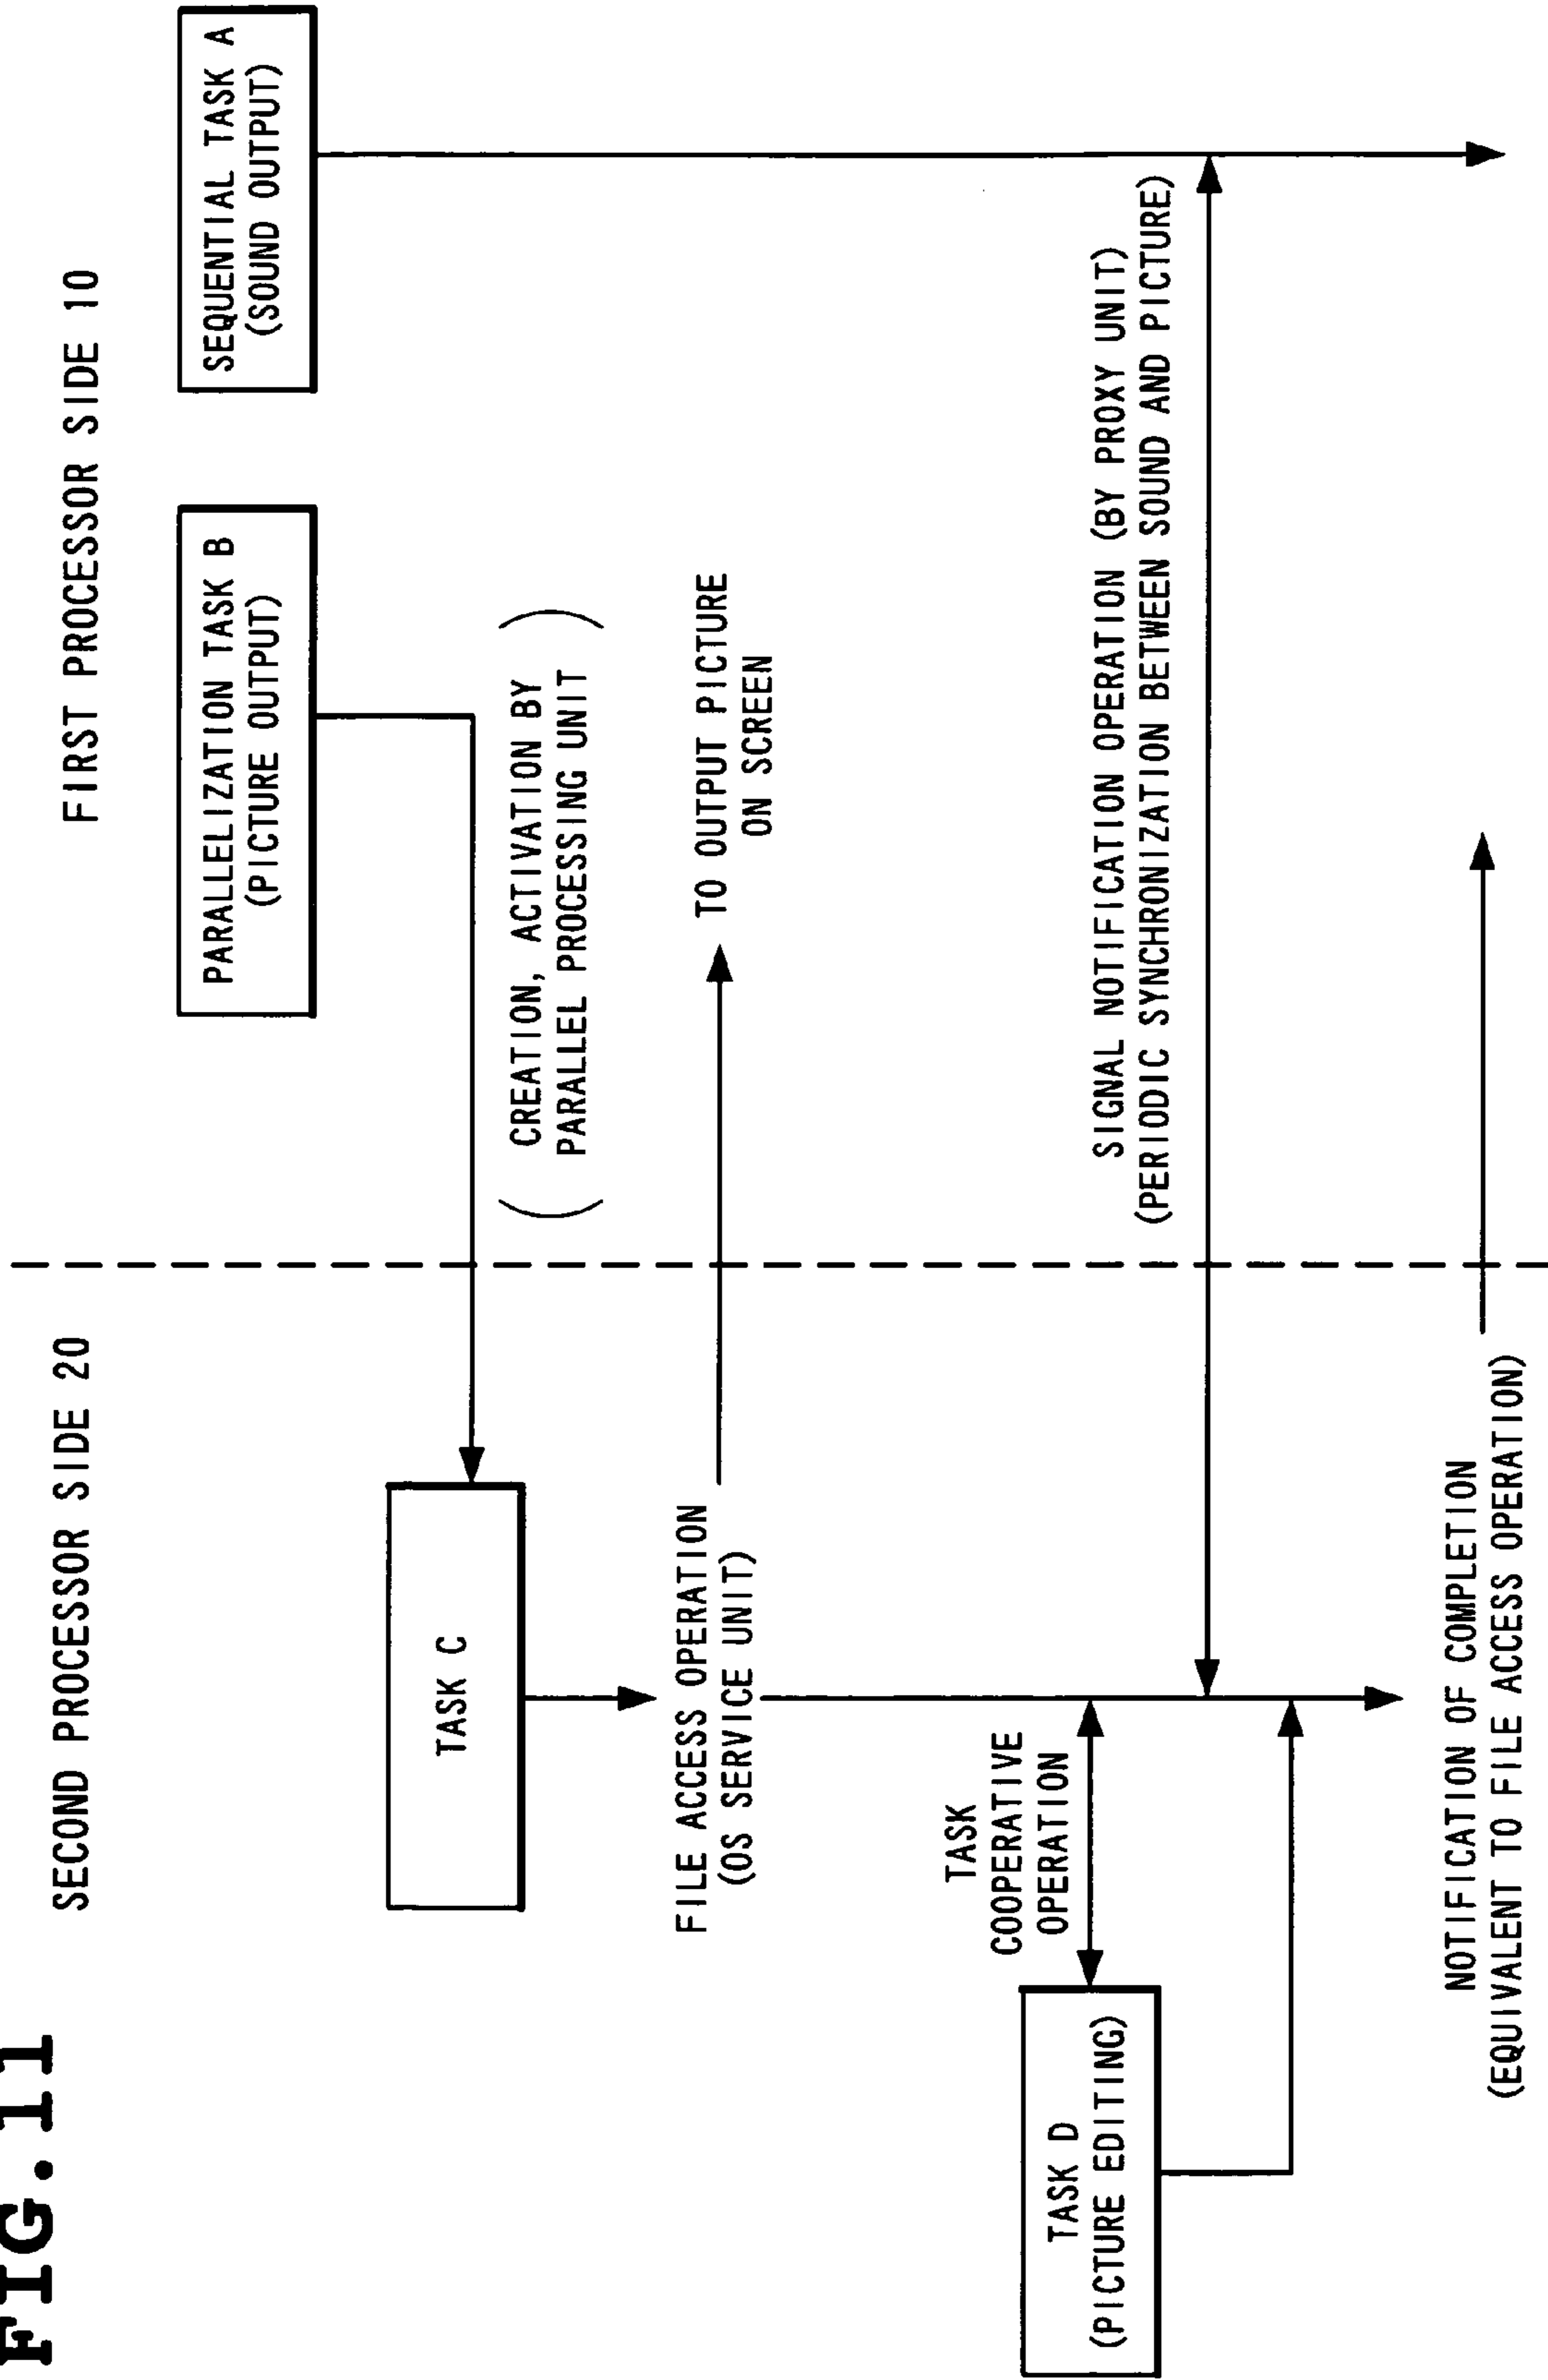 FIG.11
SECOND PROCESSOR SIDE 20
FIRST PROCESSOR SIDE 10
PARALLELIZATION TASK B
(PICTURE OUTPUT)
SEQUENTIAL TASK A
(SOUND OUTPUT)
TASK C
(CREATION, ACTIVATION BY
PARALLEL PROCESSING UNIT)
FILE ACCESS OPERATION
(OS SERVICE UNIT)
TO OUTPUT PICTURE
ON SCREEN
TASK
COOPERATIVE
OPERATION
TASK D
(PICTURE EDITING)
SIGNAL NOTIFICATION OPERATION (BY PROXY UNIT)
(PERIODIC SYNCHRONIZATION BETWEEN SOUND AND PICTURE)
NOTIFICATION OF COMPLETION
(EQUIVALENT TO FILE ACCESS OPERATION)